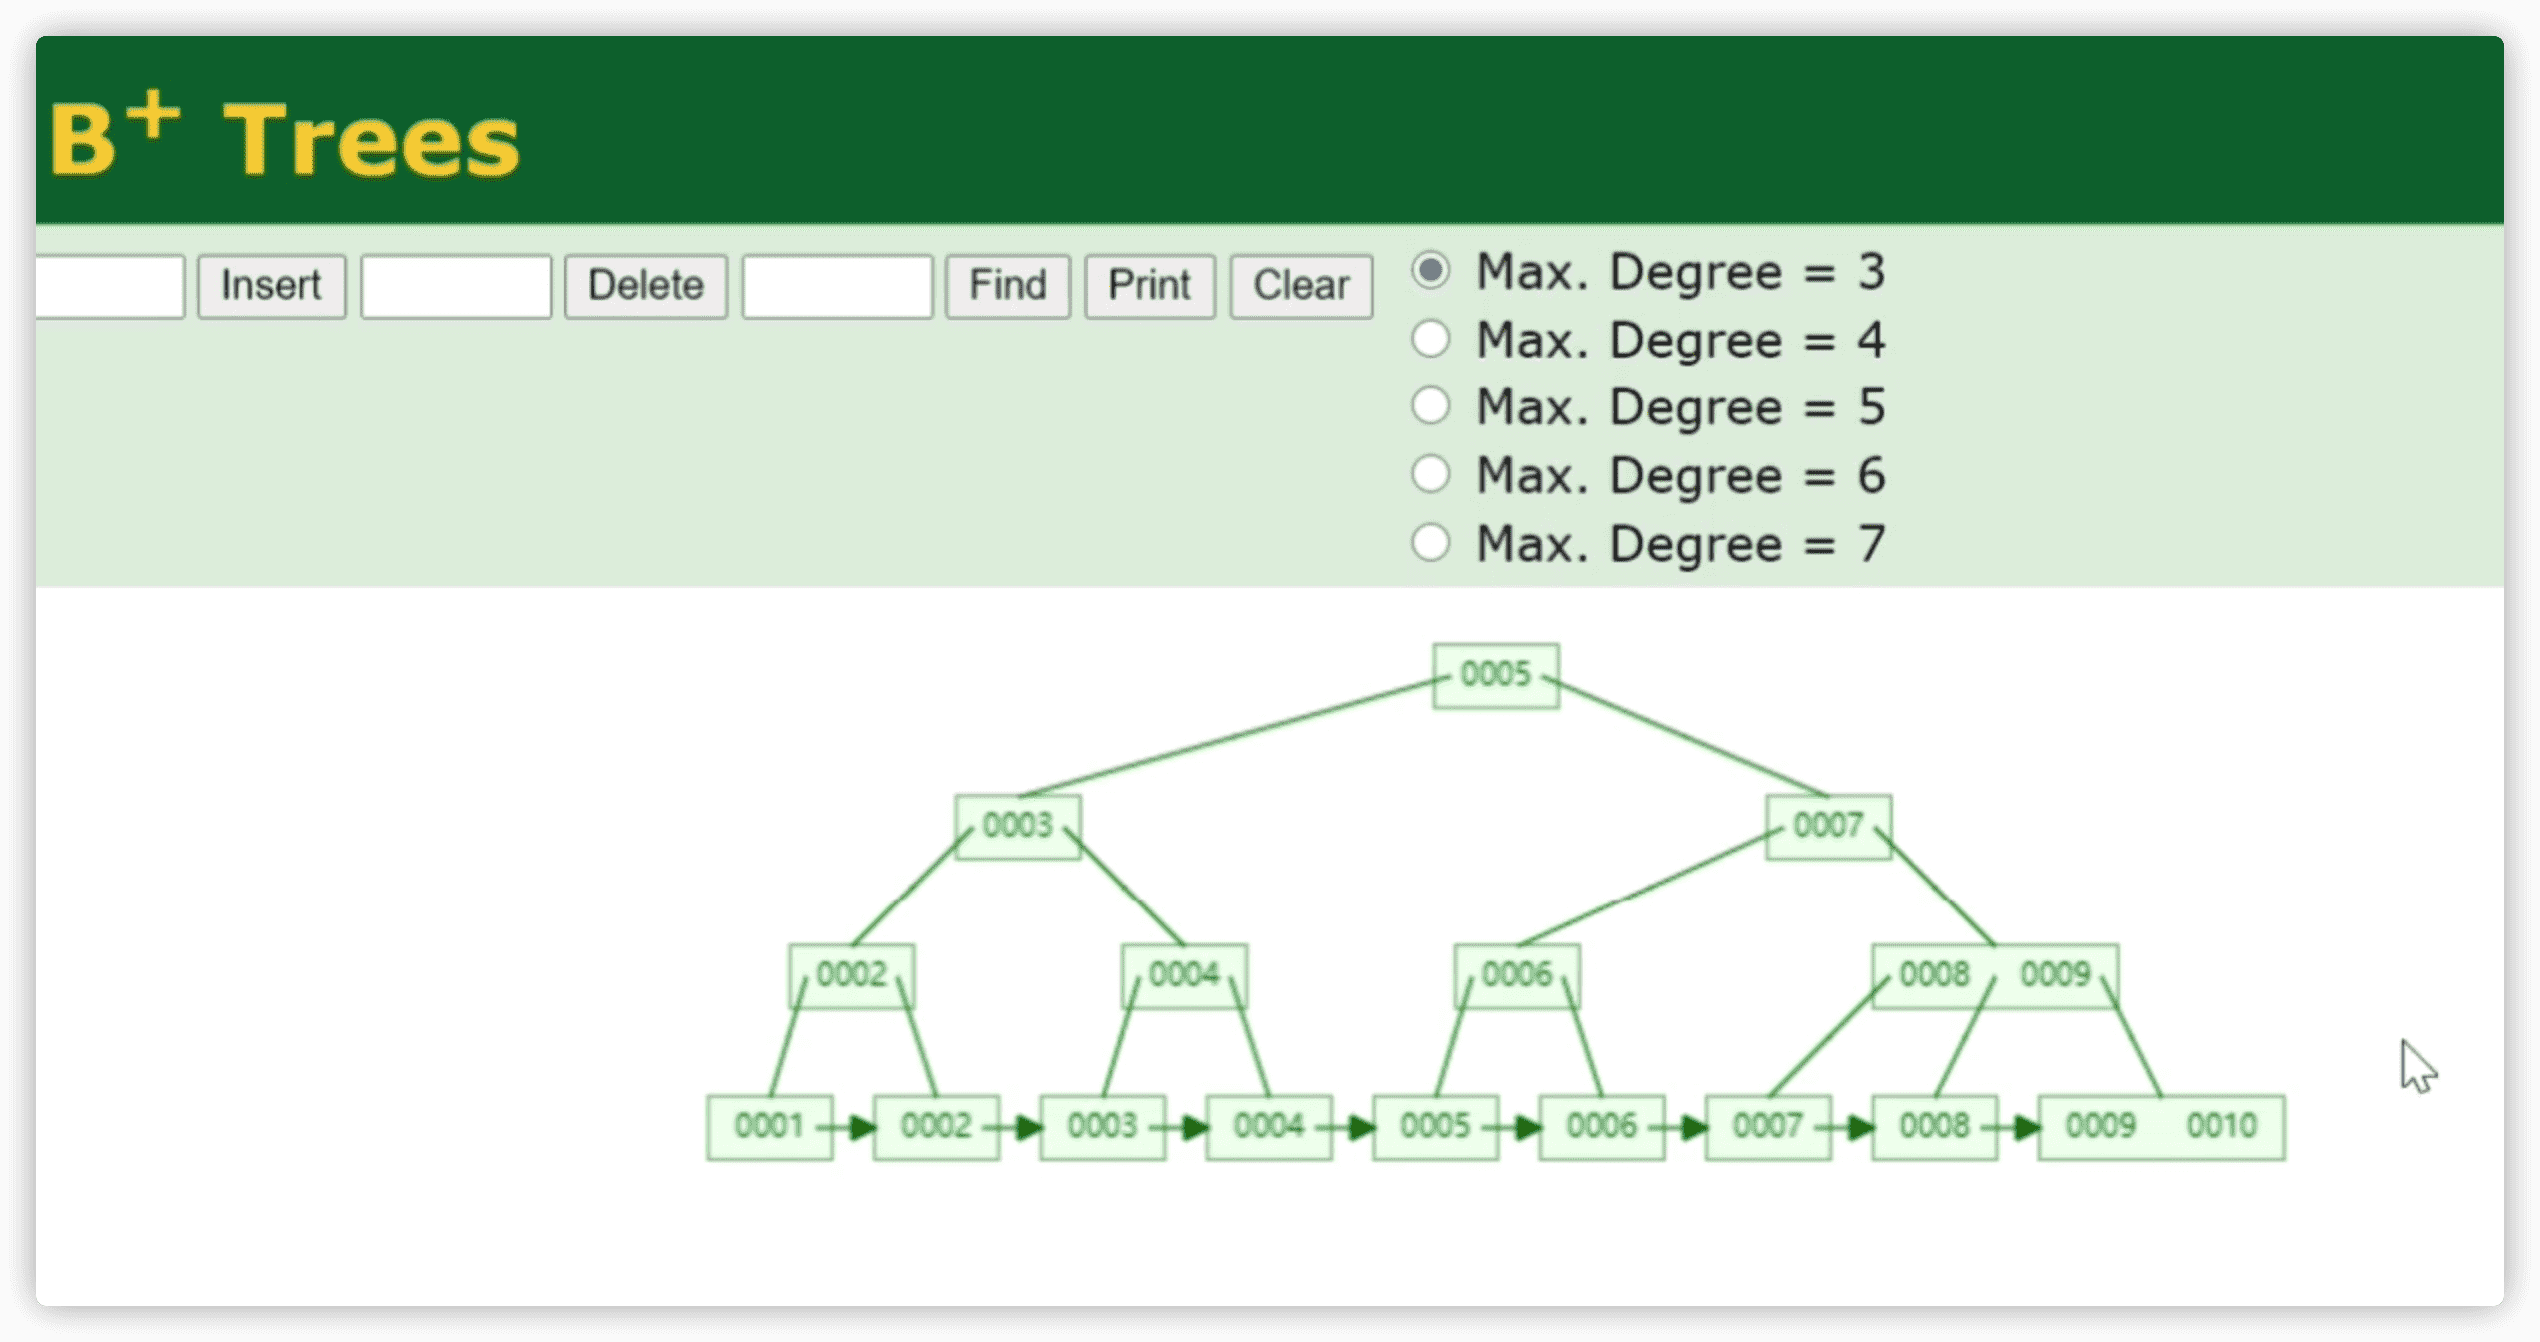 B+ Trees
Insert Delete Find Print Clear
Max. Degree = 3
Max. Degree = 4
Max. Degree = 5
Max. Degree = 6
Max. Degree = 7
0005
0003 0007
0002 0004 0006 0008 0009
0001 0002 0003 0004 0005 0006 0007 0008 0009 0010